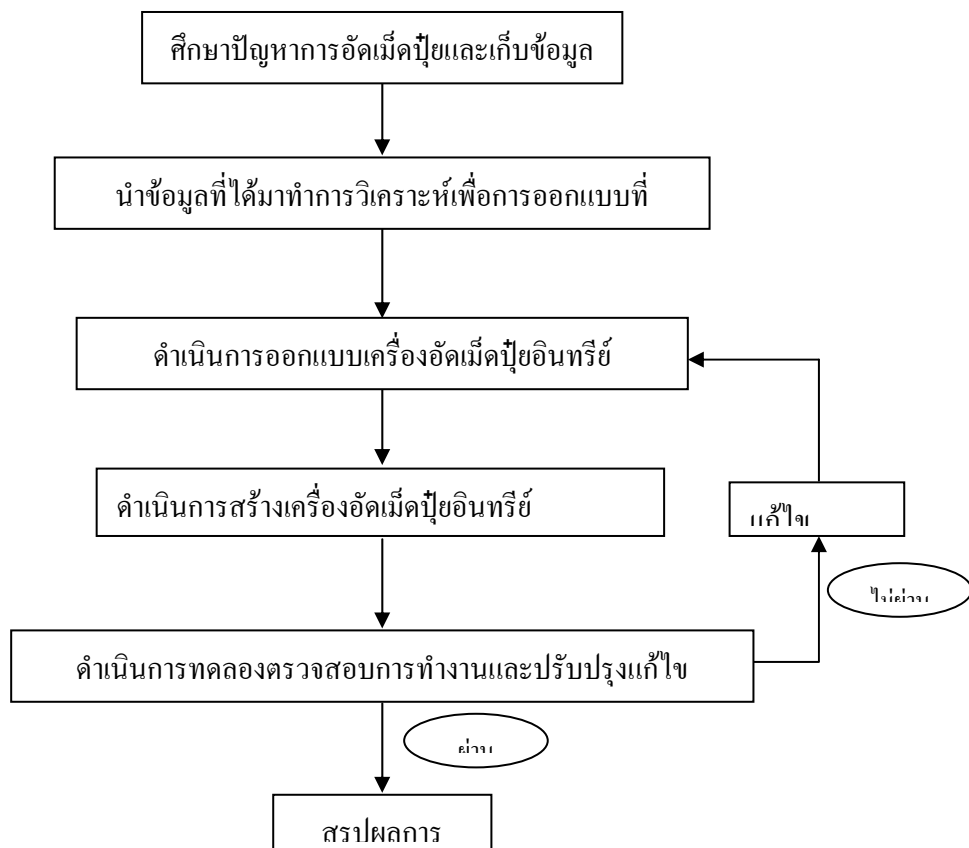 ศึกษาปัญหาการอัดเม็ดปุ๋ยและเก็บข้อมูล
นำข้อมูลที่ได้มาทำการวิเคราะห์เพื่อการออกแบบที่
ดำเนินการออกแบบเครื่องอัดเม็ดปุ๋ยอินทรีย์
ดำเนินการสร้างเครื่องอัดเม็ดปุ๋ยอินทรีย์
แก้ไข
ไม่ผ่าน
ดำเนินการทดลองตรวจสอบการทำงานและปรับปรุงแก้ไข
ผ่าน
สรุปผลการ